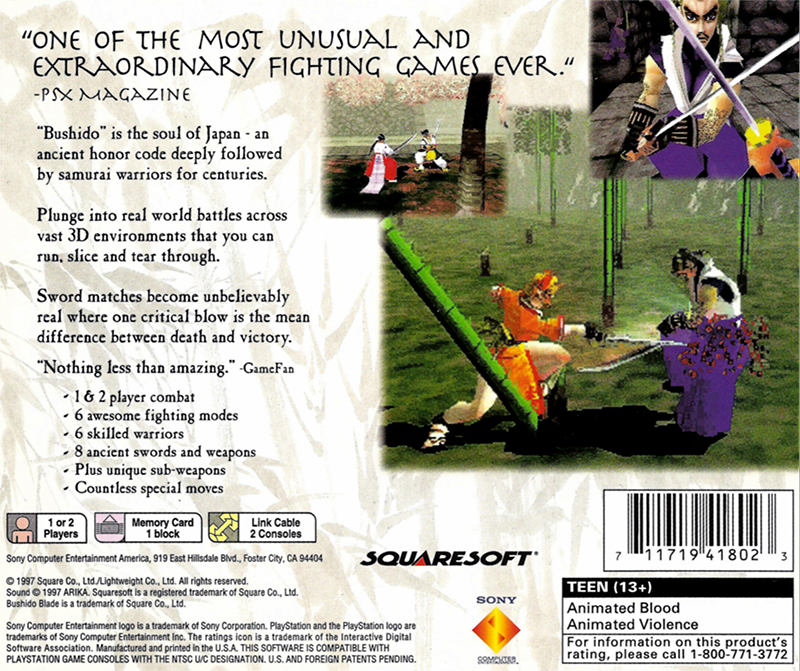 "ONE OF THE MOST UNUSUAL AND
EXTRAORDINARY FIGHTING GAMES EVER."
-PSX MAGAZINE
"Bushido" is the soul of Japan - an
ancient honor code deeply followed
by samurai warriors for centuries.
Plunge into real world battles across
vast 3D environments that you can
run, slice and tear through.
Sword matches become unbelievably
real where one critical blow is the mean
difference between death and victory.
"Nothing less than amazing." -GameFan
- 1 & 2 player combat
- 6 awesome fighting modes
- 6 skilled warriors
- 8 ancient swords and weapons
- Plus unique sub-weapons
- Countless special moves
1 or 2
Players
Memory Card
1 block
Link Cable
2 Consoles
Sony Computer Entertainment America, 919 East Hillsdale Blvd., Foster City, CA 94404
© 1997 Square Co., Ltd./Lightweight Co., Ltd. All rights reserved.
Sound © 1997 ARIKA. Squaresoft is a registered trademark of Square Co., Ltd.
Bushido Blade is a trademark of Square Co., Ltd.
Sony Computer Entertainment logo is a trademark of Sony Corporation. PlayStation and the PlayStation logo are
trademarks of Sony Computer Entertainment Inc. The ratings icon is a trademark of the Interactive Digital
Software Association. Manufactured and printed in the U.S.A. THIS SOFTWARE IS COMPATIBLE WITH
PLAYSTATION GAME CONSOLES WITH THE NTSC U/C DESIGNATION. U.S. AND FOREIGN PATENTS PENDING.
SQUARESOFT®
SONY
COMPUTER
ENTERTAINMENT
7 11719 41802 3
TEEN (13+)
Animated Blood
Animated Violence
For information on this product's
rating, please call 1-800-771-3772